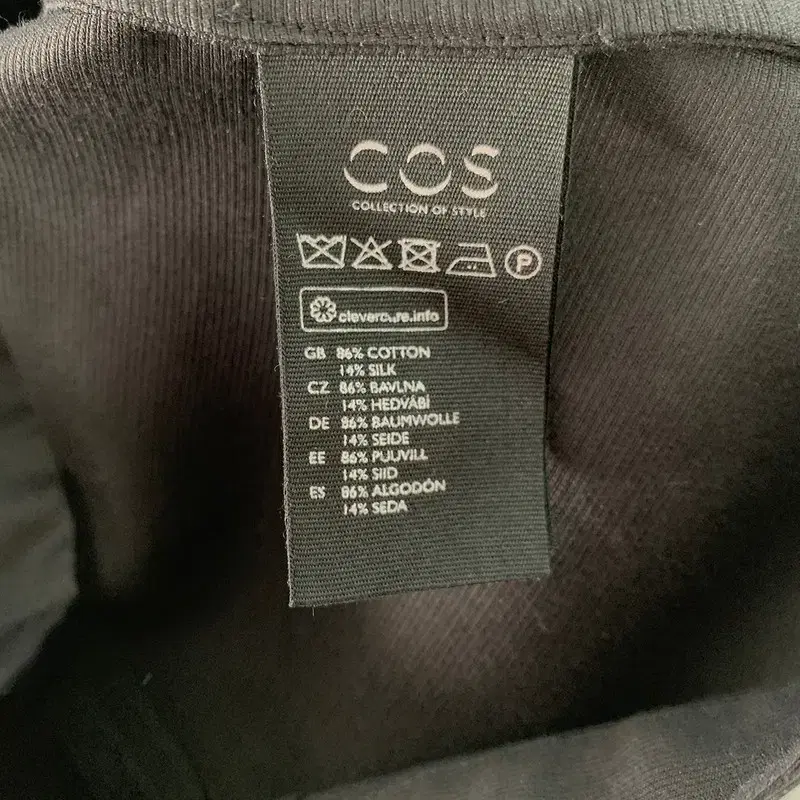 COS
COLLECTION OF STYLE
P
clevercare.info
GB 86% COTTON
14% SILK
CZ 86% BAVLNA
14% HEDVÁBÍ
DE 86% BAUMWOLLE
14% SEIDE
EE 86% PUUVILL
14% SIID
ES 86% ALGODÓN
14% SEDA